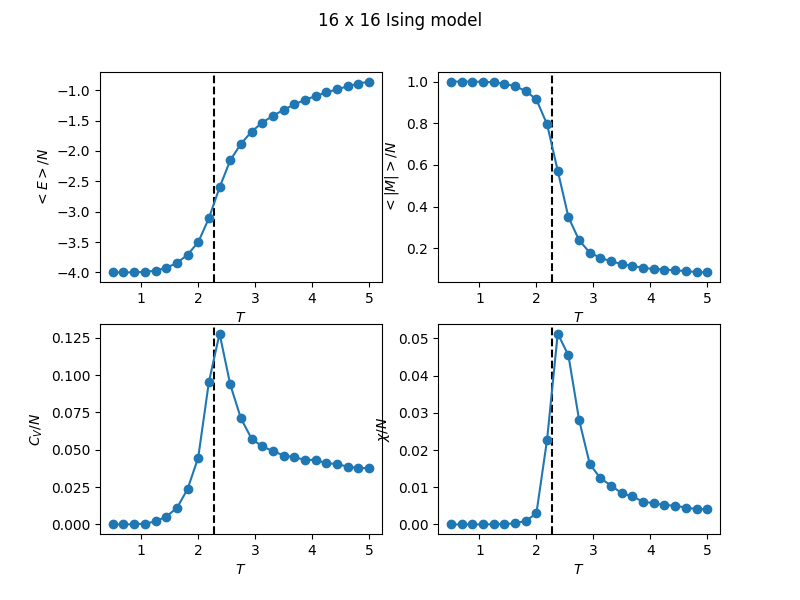 16 x 16 Ising model
< E > /N
−1.0
−1.5
−2.0
−2.5
−3.0
−3.5
−4.0
1 2 3 4 5
T
< |M| > /N
1.0
0.8
0.6
0.4
0.2
1 2 3 4 5
T
C_V/N
0.125
0.100
0.075
0.050
0.025
0.000
1 2 3 4 5
T
χ/N
0.05
0.04
0.03
0.02
0.01
0.00
1 2 3 4 5
T